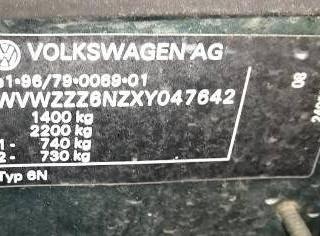 VOLKSWAGEN AG
e1*96/79*0069*01
WVWZZZ6NZXY047642
1400 kg
2200 kg
1- 740 kg
2- 730 kg
Typ 6N
08